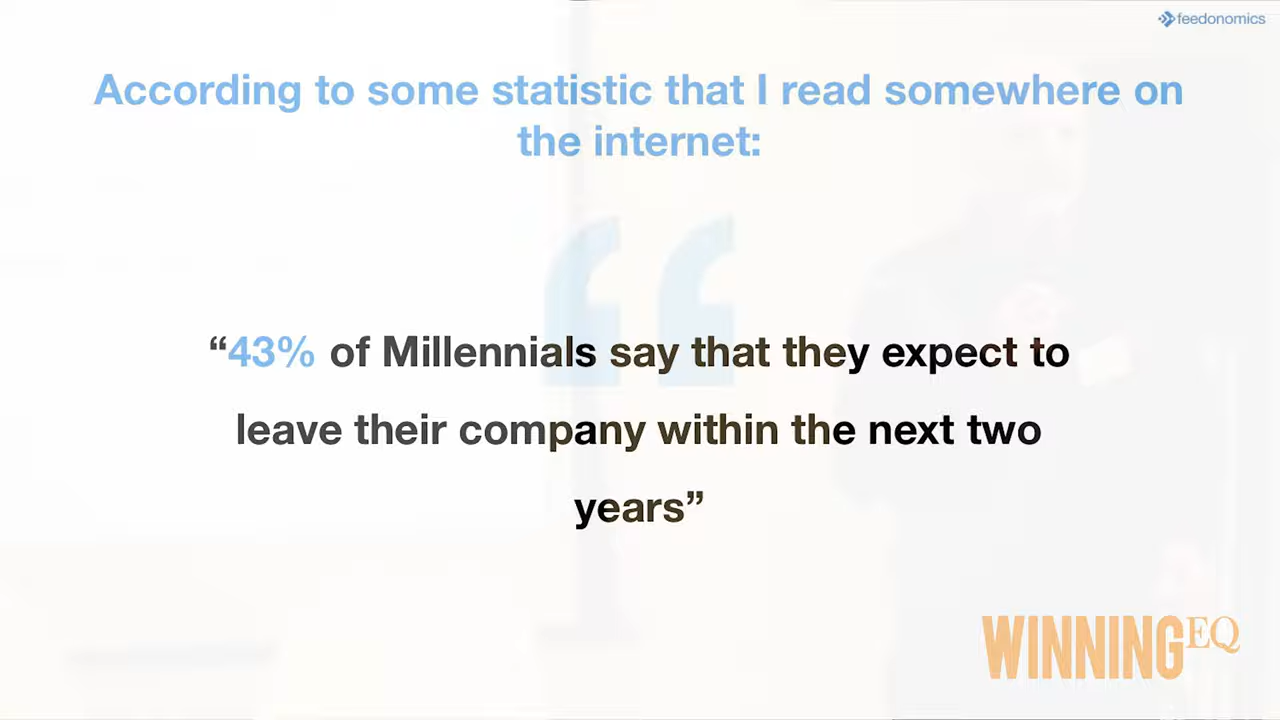 feedonomics
According to some statistic that I read somewhere on
the internet:
“43% of Millennials say that they expect to
leave their company within the next two
years”
WINNINGEQ